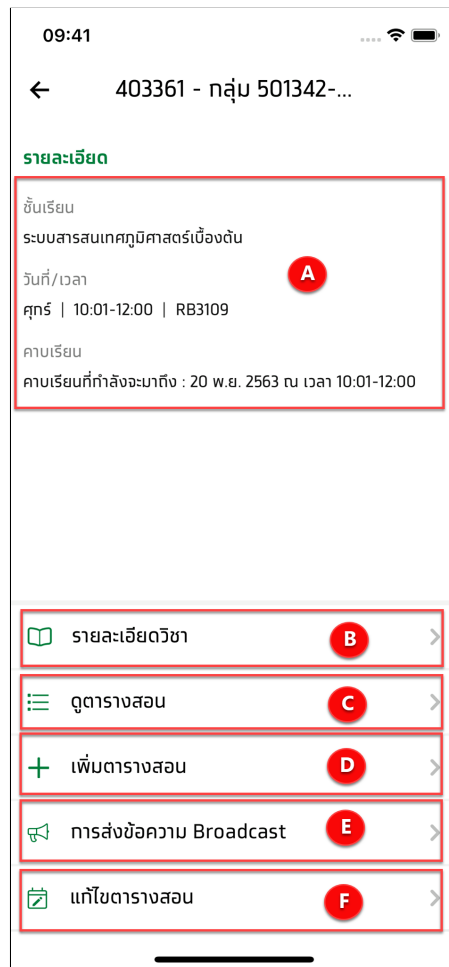 09:41
403361 - กลุ่ม 501342-...
รายละเอียด
ชั้นเรียน
ระบบสารสนเทศภูมิศาสตร์เบื้องต้น
วันที่/เวลา
A
ศุกร์ | 10:01-12:00 | RB3109
คาบเรียน
คาบเรียนที่กำลังจะมาถึง : 20 พ.ย. 2563 ณ เวลา 10:01-12:00
รายละเอียดวิชา B
ดูตารางสอน C
เพิ่มตารางสอน D
การส่งข้อความ Broadcast E
แก้ไขตารางสอน F